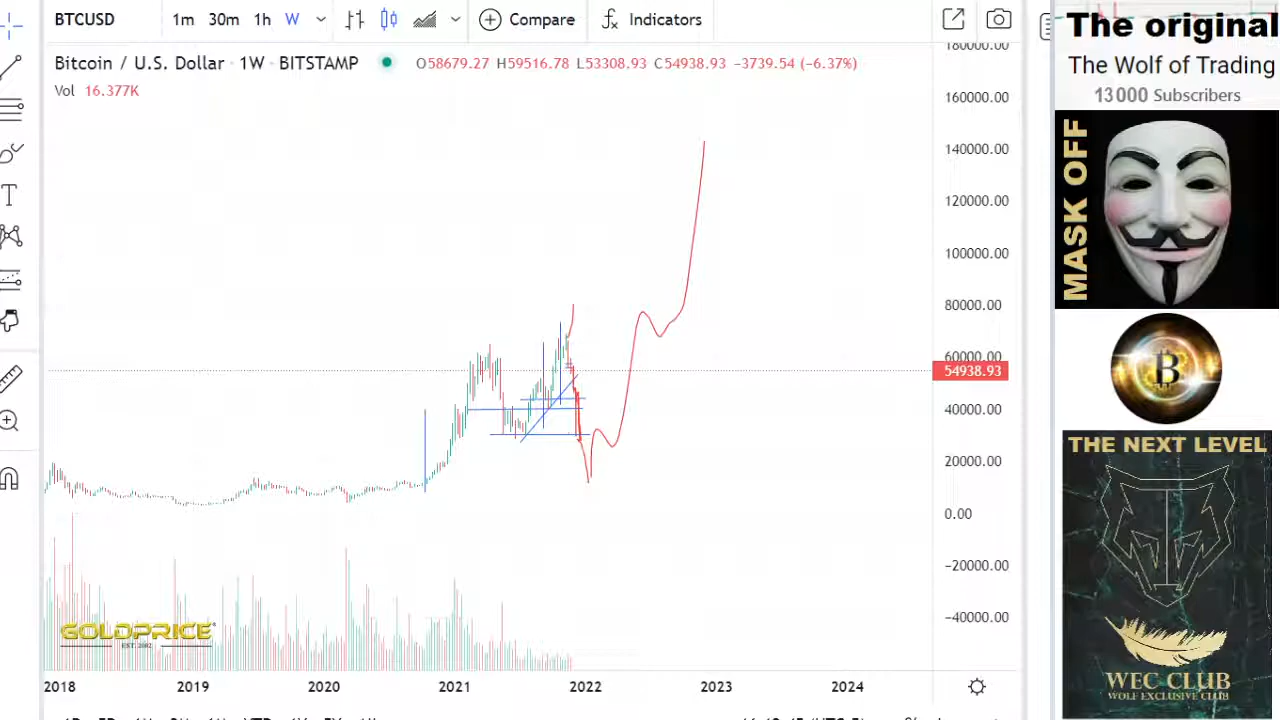 BTCUSD
1m 30m 1h W
Compare
Indicators
Bitcoin / U.S. Dollar · 1W · BITSTAMP
O58679.27 H59516.78 L53308.93 C54938.93 −3739.54 (−6.37%)
Vol 16.377K
180000.00
160000.00
140000.00
120000.00
100000.00
80000.00
60000.00
54938.93
40000.00
20000.00
0.00
−20000.00
−40000.00
2018 2019 2020 2021 2022 2023 2024
GOLDPRICE
EST. 2002
The original
The Wolf of Trading
13000 Subscribers
MASK OFF
B
THE NEXT LEVEL
WEC CLUB
WOLF EXCLUSIVE CLUB